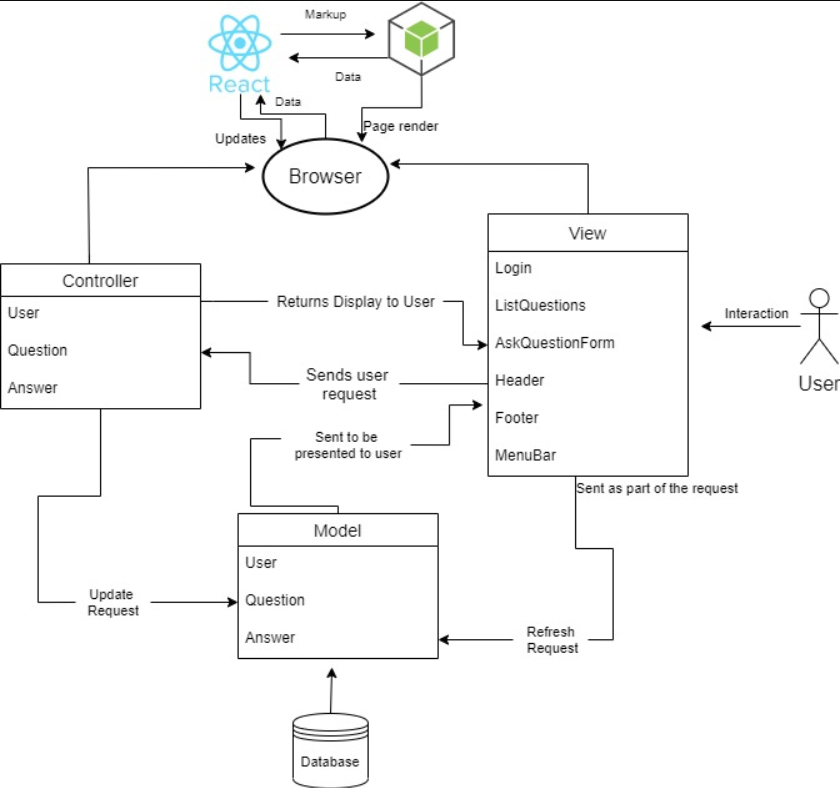 Markup
React
Data
Data
Updates
Page render
Browser
View
Login
ListQuestions
AskQuestionForm
Header
Footer
MenuBar
Controller
User
Question
Answer
Returns Display to User
Interaction
User
Sends user
request
Sent to be
presented to user
Sent as part of the request
Model
User
Question
Answer
Update
Request
Refresh
Request
Database